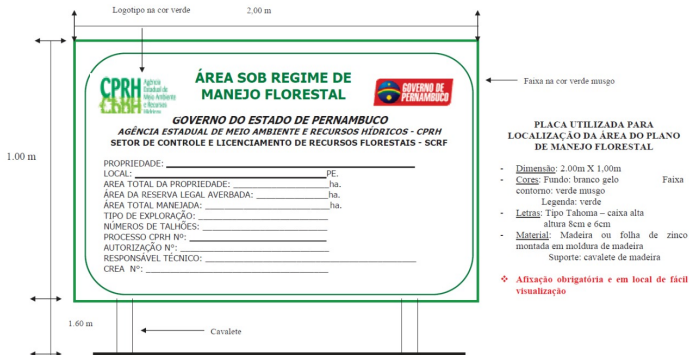 Logotipo na cor verde
2,00 m
CPRH
Agência
Estadual de
Meio Ambiente
e Recursos
Hídricos
ÁREA SOB REGIME DE
MANEJO FLORESTAL
GOVERNO DO
PERNAMBUCO
Faixa na cor verde musgo
GOVERNO DO ESTADO DE PERNAMBUCO
AGÊNCIA ESTADUAL DE MEIO AMBIENTE E RECURSOS HÍDRICOS - CPRH
SETOR DE CONTROLE E LICENCIAMENTO DE RECURSOS FLORESTAIS - SCRF
1.00 m
PROPRIEDADE:
LOCAL: PE.
AREA TOTAL DA PROPRIEDADE: ha.
ÁREA DA RESERVA LEGAL AVERBADA: ha.
ÁREA TOTAL MANEJADA: ha.
TIPO DE EXPLORAÇÃO:
NÚMEROS DE TALHÕES:
PROCESSO CPRH Nº:
AUTORIZAÇÃO Nº:
RESPONSÁVEL TÉCNICO:
CREA Nº:
1.60 m
Cavalete
PLACA UTILIZADA PARA
LOCALIZAÇÃO DA ÁREA DO PLANO
DE MANEJO FLORESTAL
- Dimensão: 2.00m X 1,00m
- Cores: Fundo: branco gelo Faixa
contorno: verde musgo
Legenda: verde
- Letras: Tipo Tahoma – caixa alta
altura 8cm e 6cm
- Material: Madeira ou folha de zinco
montada em moldura de madeira
Suporte: cavalete de madeira
❖ Afixação obrigatória e em local de fácil
visualização